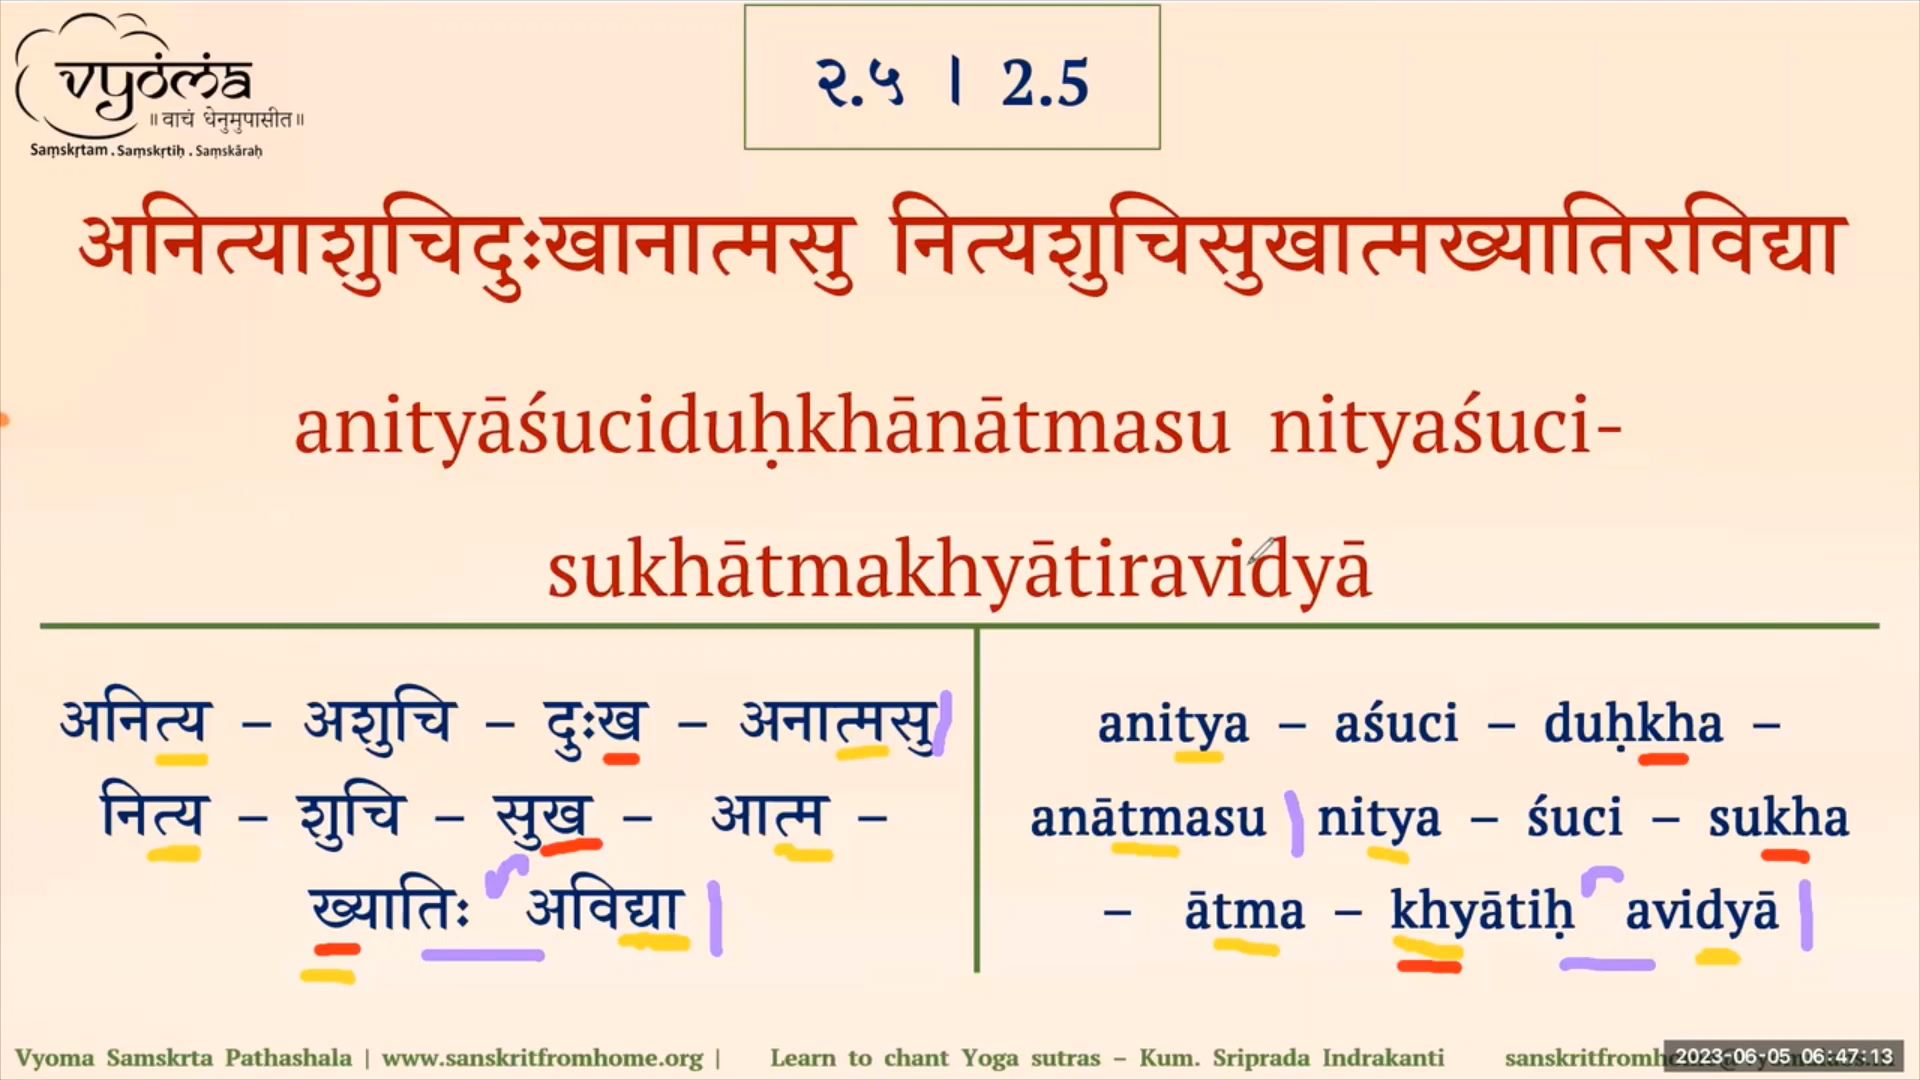 vyoma
॥ वाचं धेनुमुपासीत॥
Saṃskṛtam . Saṃskṛtiḥ . Saṃskāraḥ
२.५ । 2.5
अनित्याशुचिदुःखानात्मसु नित्यशुचिसुखात्मख्यातिरविद्या
anityāśuciduḥkhānātmasu nityaśuci-
sukhātmakhyātiravidyā
अनित्य – अशुचि – दुःख – अनात्मसु
नित्य – शुचि – सुख – आत्म –
ख्यातिः अविद्या
anitya – aśuci – duḥkha –
anātmasu nitya – śuci – sukha
– ātma – khyātiḥ avidyā
Vyoma Samskrta Pathashala | www.sanskritfromhome.org | Learn to chant Yoga sutras – Kum. Sriprada Indrakanti
2023-06-05 06:47:13